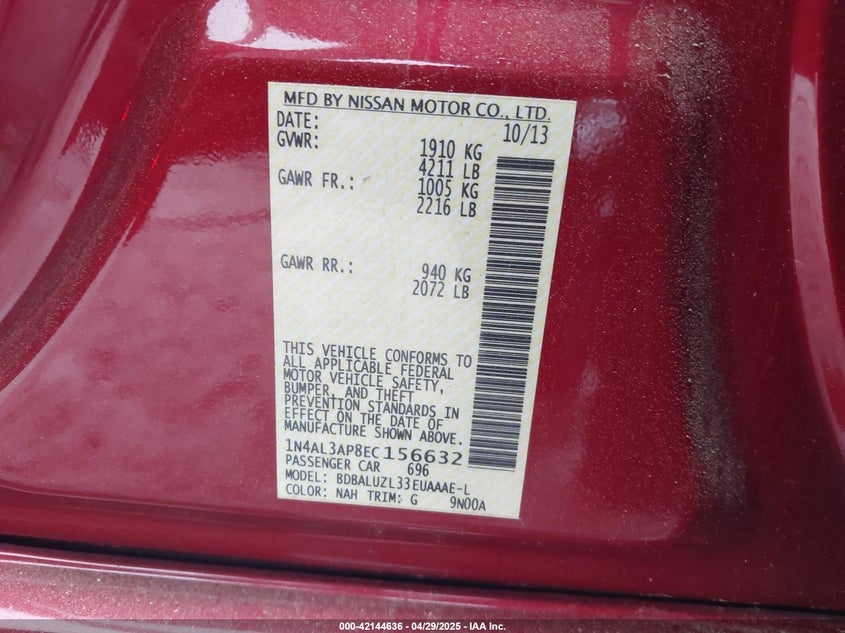 MFD BY NISSAN MOTOR CO., LTD.
DATE: 10/13
GVWR: 1910 KG
4211 LB
GAWR FR.: 1005 KG
2216 LB
GAWR RR.: 940 KG
2072 LB
THIS VEHICLE CONFORMS TO
ALL APPLICABLE FEDERAL
MOTOR VEHICLE SAFETY,
BUMPER, AND THEFT
PREVENTION STANDARDS IN
EFFECT ON THE DATE OF
MANUFACTURE SHOWN ABOVE.
1N4AL3AP8EC156632
PASSENGER CAR 696
MODEL: BDBALUZL33EUAAAE-L
COLOR: NAH TRIM: G 9N00A
000-42144636 - 04/29/2025 - IAA Inc.